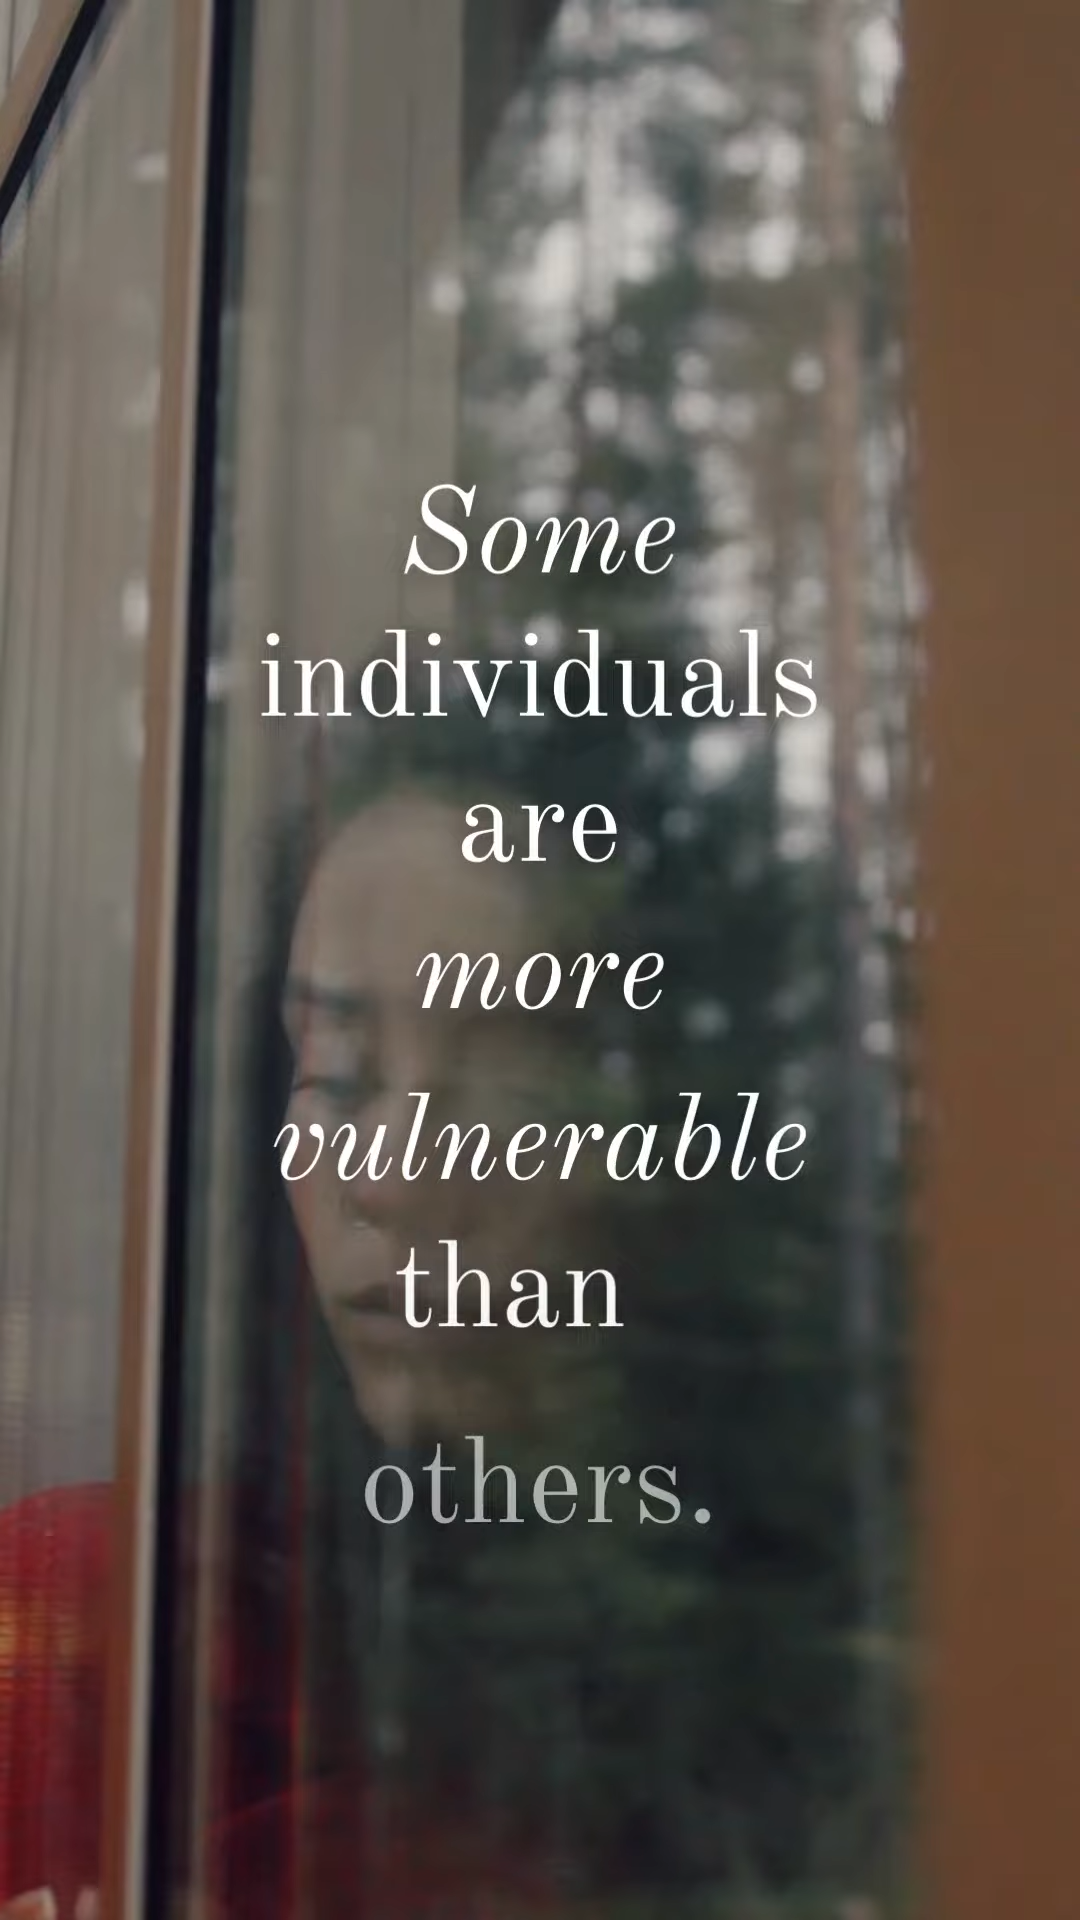 Some
individuals
are
more
vulnerable
than
others.